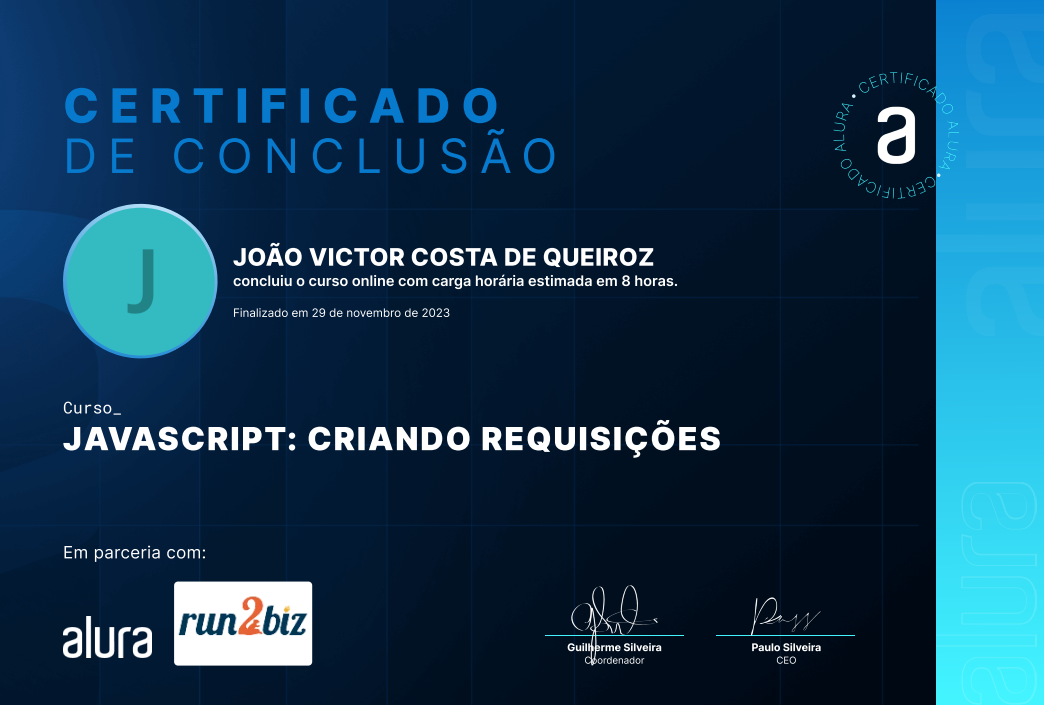 CERTIFICADO
DE CONCLUSÃO
CERTIFICADO ALURA • CERTIFICADO ALURA •
a
J
JOÃO VICTOR COSTA DE QUEIROZ
concluiu o curso online com carga horária estimada em 8 horas.
Finalizado em 29 de novembro de 2023
Curso_
JAVASCRIPT: CRIANDO REQUISIÇÕES
Em parceria com:
alura
run2biz
Guilherme Silveira
Coordenador
Paulo Silveira
CEO
alura
alura